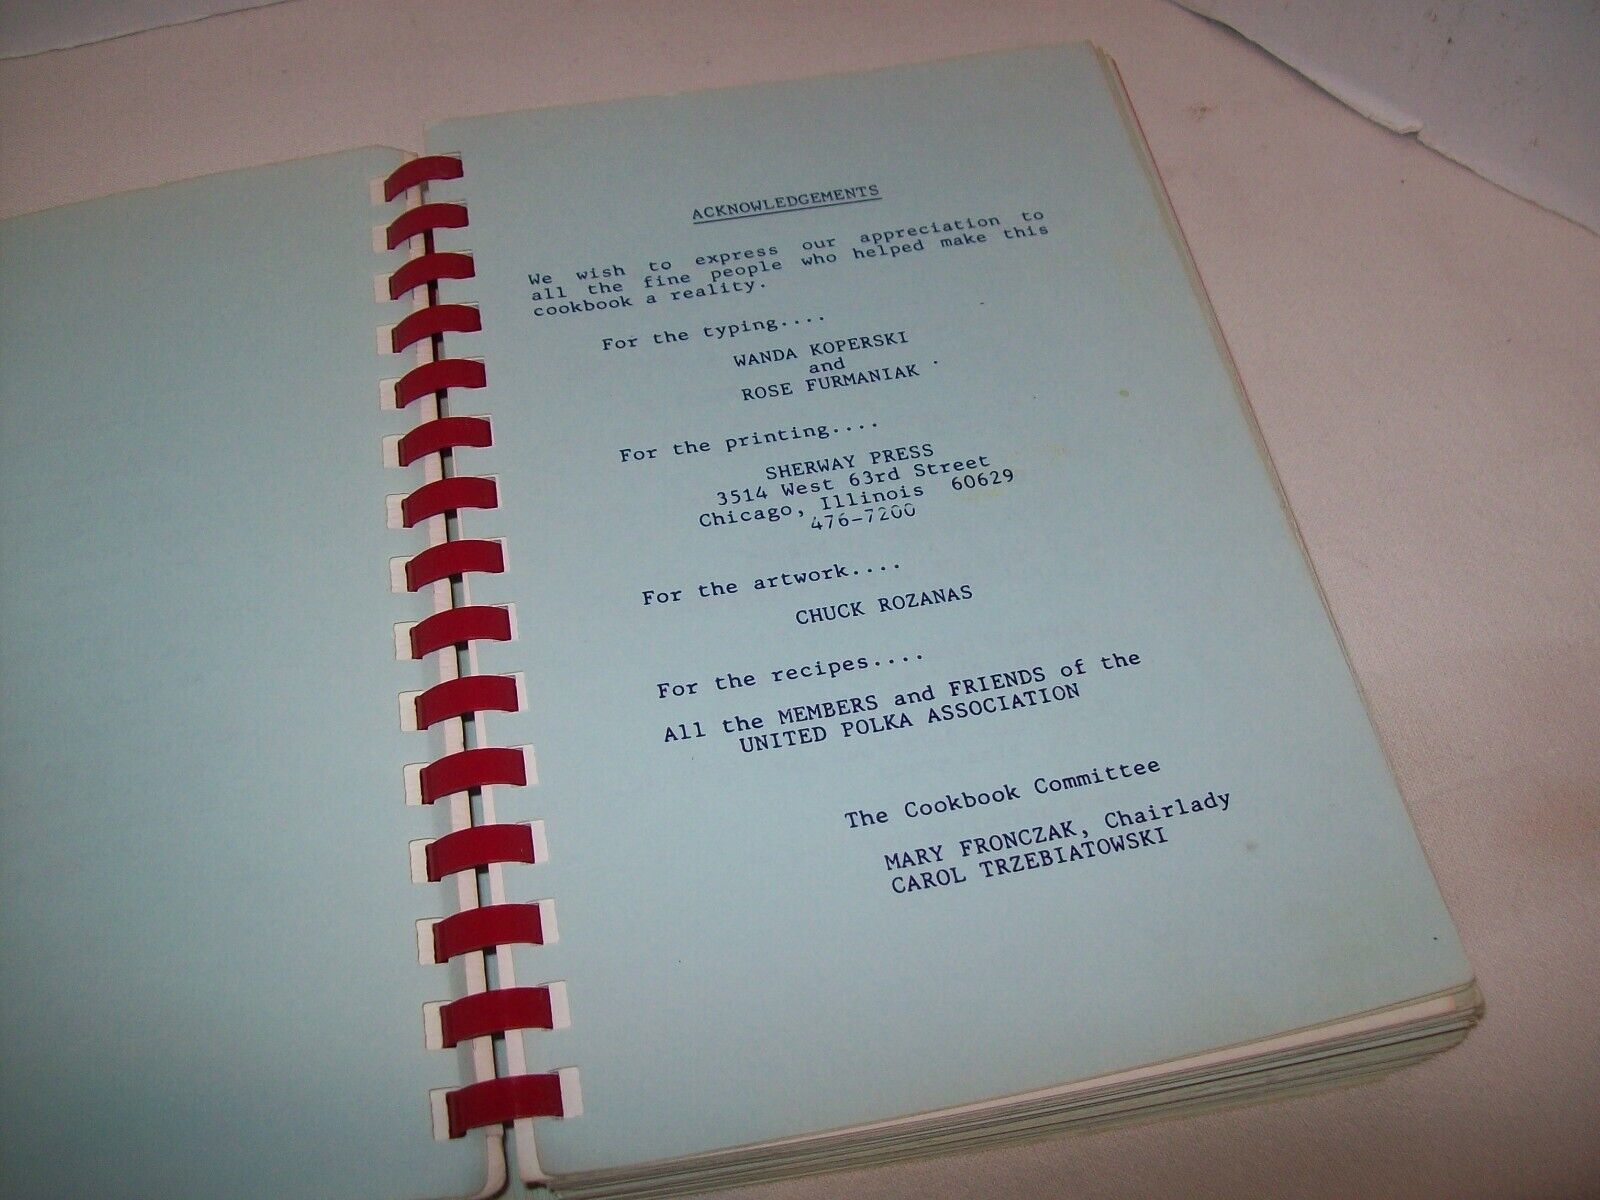 ACKNOWLEDGEMENTS
We wish to express our appreciation to
all the fine people who helped make this
cookbook a reality.
For the typing....
WANDA KOPERSKI
and
ROSE FURMANIAK
For the printing....
SHERWAY PRESS
3514 West 63rd Street
Chicago, Illinois 60629
476-7200
For the artwork....
CHUCK ROZANAS
For the recipes....
All the MEMBERS and FRIENDS of the
UNITED POLKA ASSOCIATION
The Cookbook Committee
MARY FRONCZAK, Chairlady
CAROL TRZEBIATOWSKI